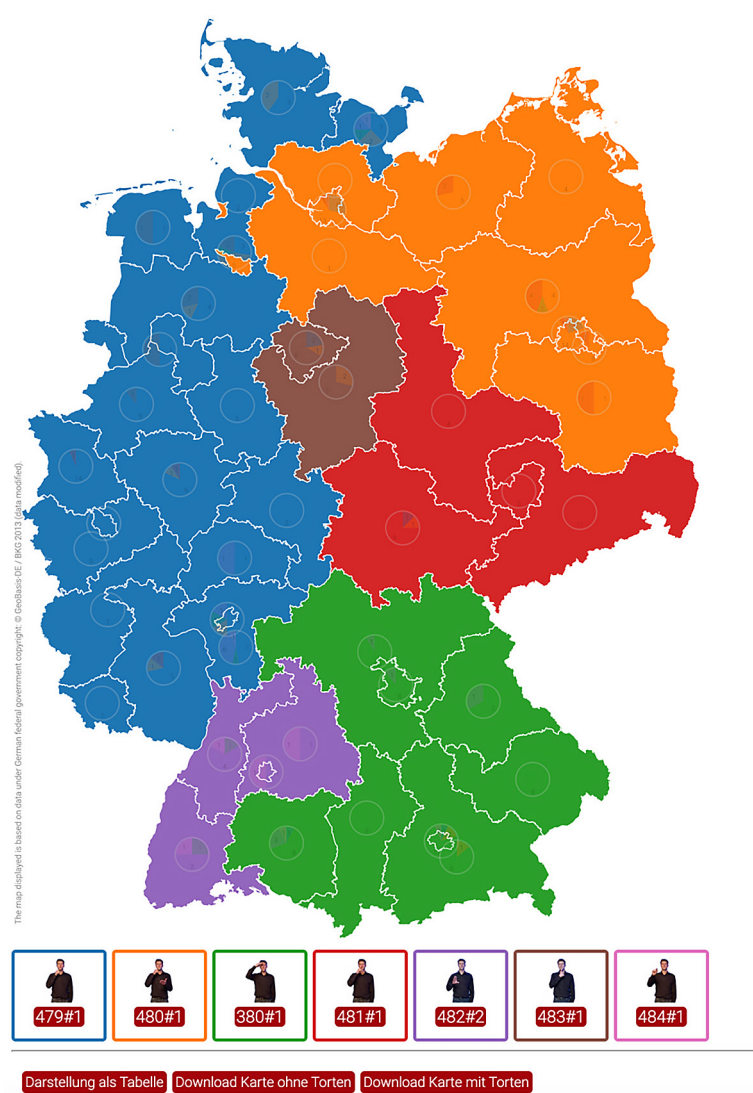 The map displayed is based on data under German federal government copyright: © GeoBasis-DE / BKG 2013 (data modified).
479#1
480#1
380#1
481#1
482#2
483#1
484#1
Darstellung als Tabelle
Download Karte ohne Torten
Download Karte mit Torten